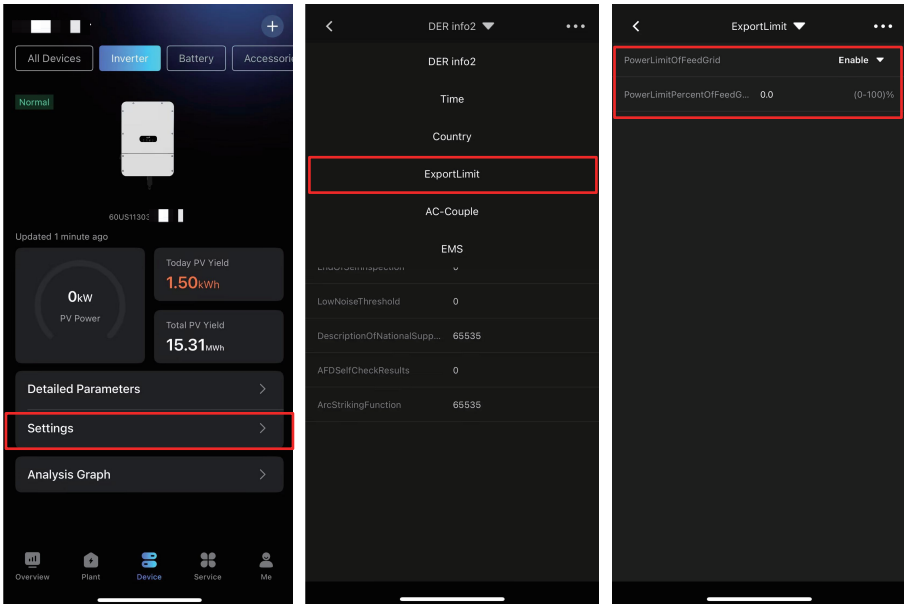 All Devices
Inverter
Battery
Accessorie
Normal
60US11303
Updated 1 minute ago
0kW
PV Power
Today PV Yield
1.50kWh
Total PV Yield
15.31MWh
Detailed Parameters
Settings
Analysis Graph
Overview
Plant
Device
Service
Me
DER info2
DER info2
Time
Country
ExportLimit
AC-Couple
EMS
LowNoiseThreshold 0
DescriptionOfNationalSupp... 65535
AFDSelfCheckResults 0
ArcStrikingFunction 65535
ExportLimit
PowerLimitOfFeedGrid Enable
PowerLimitPercentOfFeedG... 0.0 (0-100)%